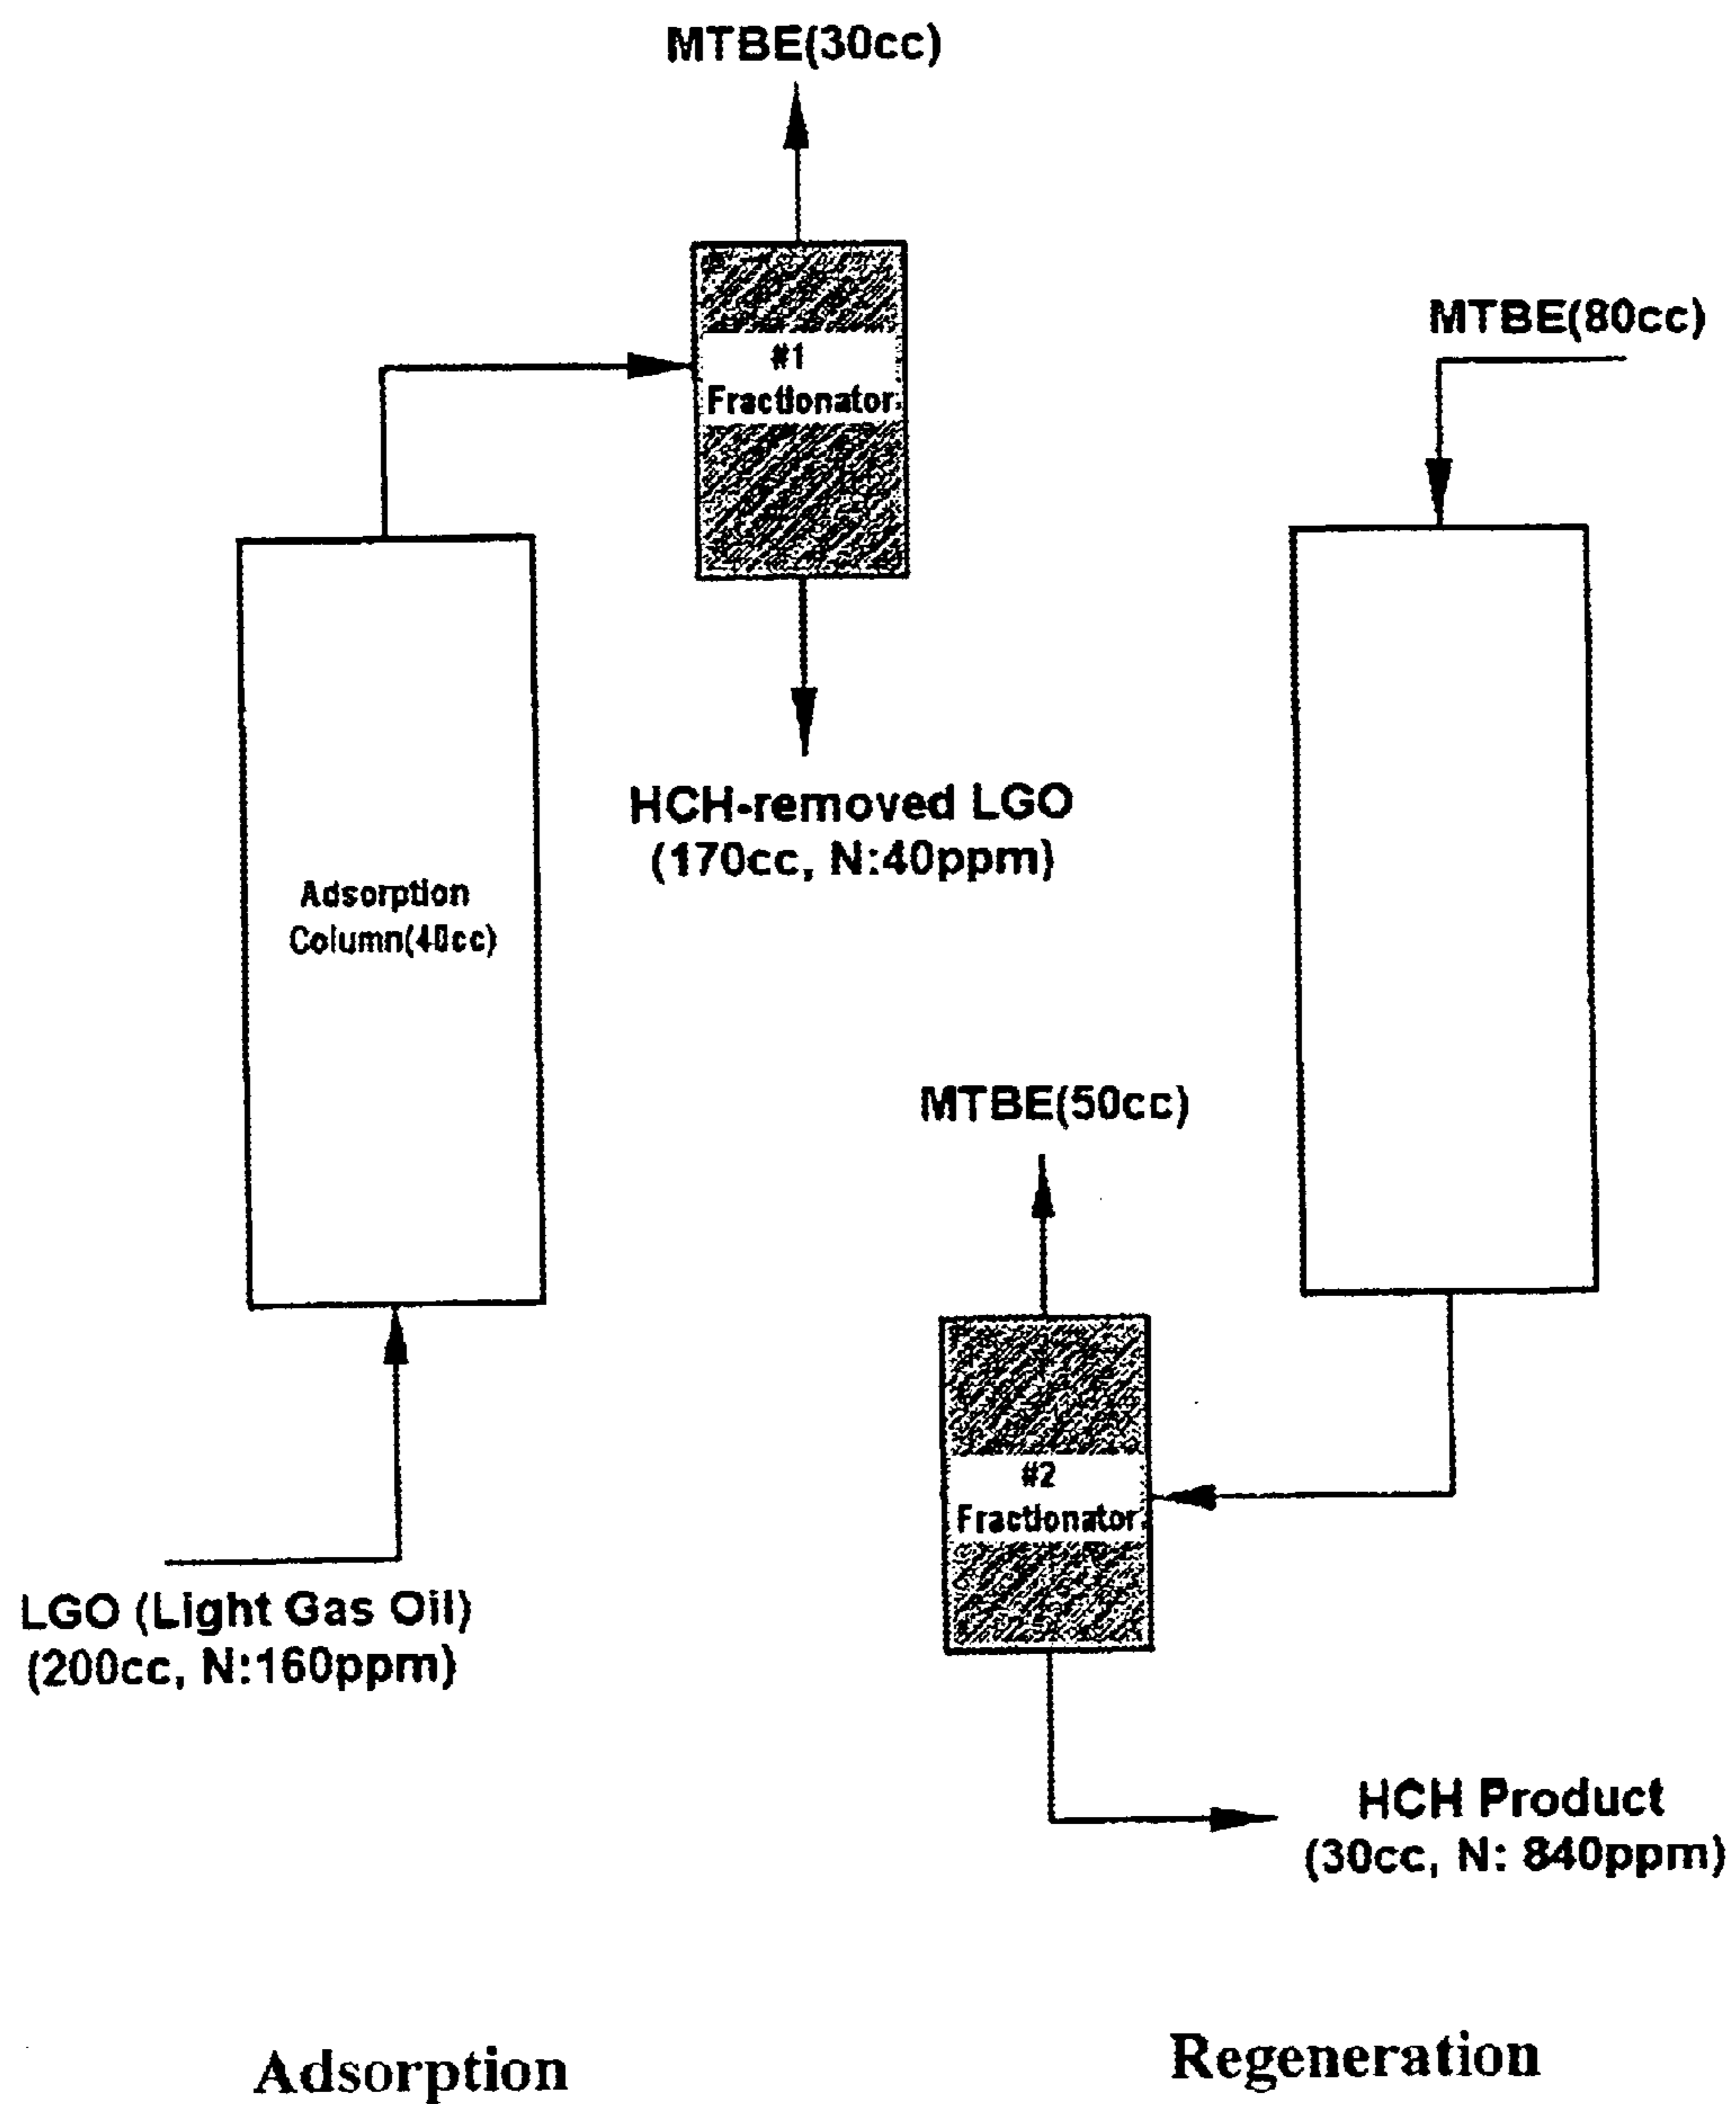 MTBE(30cc)
#1
Fractionator
MTBE(80cc)
HCH-removed LGO
(170cc, N:40ppm)
Adsorption
Column(40cc)
MTBE(50cc)
#2
Fractionator
LGO (Light Gas Oil)
(200cc, N:160ppm)
HCH Product
(30cc, N: 840ppm)
Adsorption
Regeneration